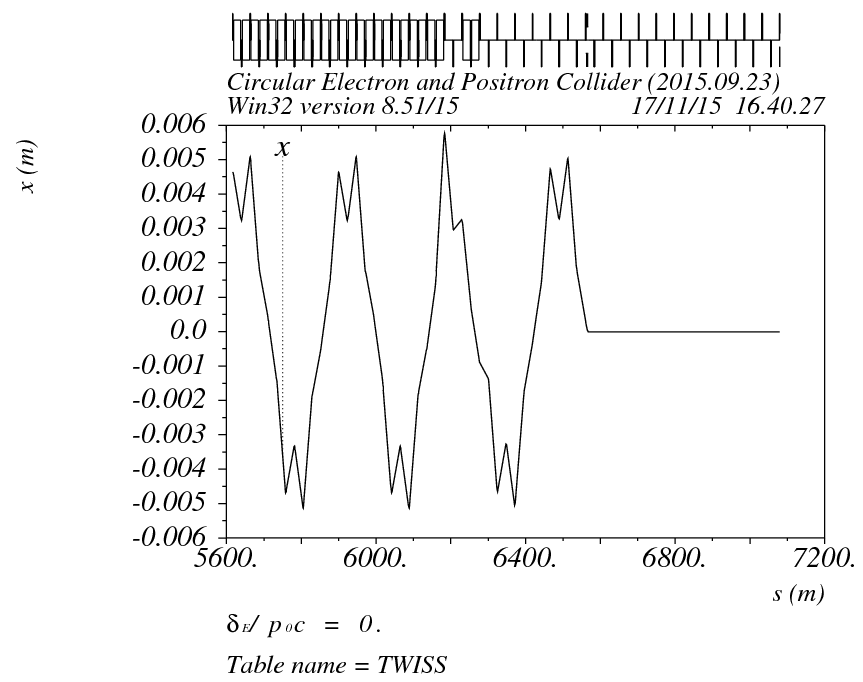 Circular Electron and Positron Collider (2015.09.23)
Win32 version 8.51/15 17/11/15 16.40.27
x (m)
x
0.006
0.005
0.004
0.003
0.002
0.001
0.0
-0.001
-0.002
-0.003
-0.004
-0.005
-0.006
5600. 6000. 6400. 6800. 7200.
s (m)
δE/ p0c = 0.
Table name = TWISS